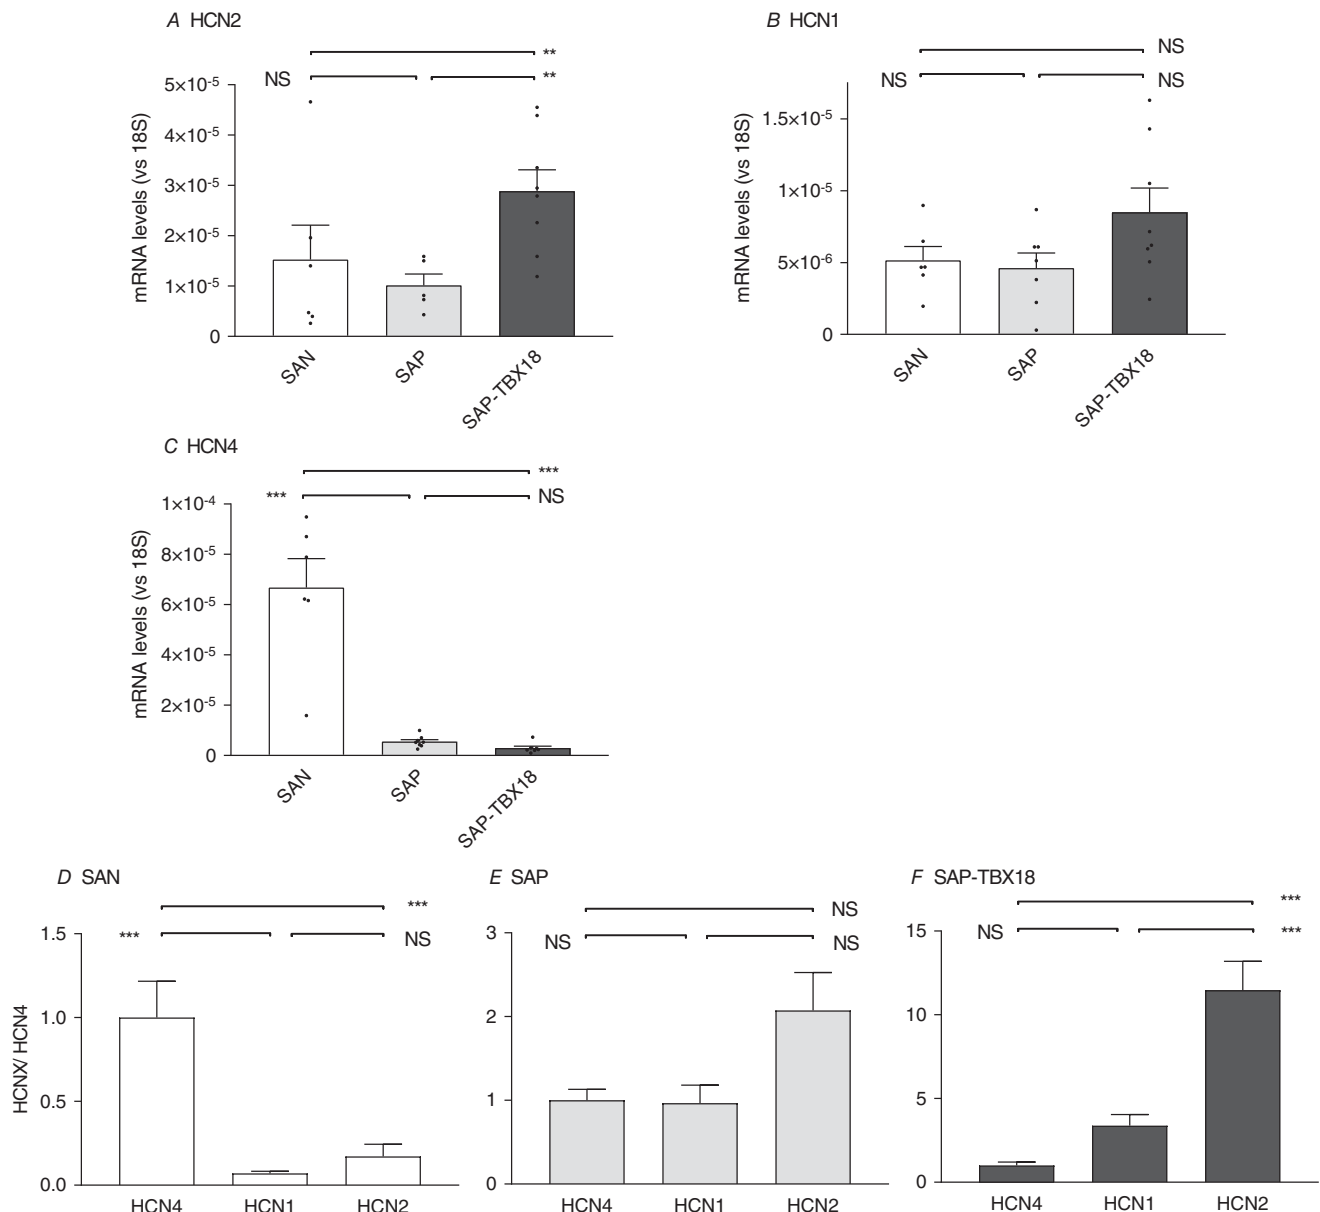 A HCN2
**
NS
**
mRNA levels (vs 18S)
5×10-5
4×10-5
3×10-5
2×10-5
1×10-5
0
SAN
SAP
SAP-TBX18
B HCN1
NS
NS
NS
mRNA levels (vs 18S)
1.5×10-5
1×10-5
5×10-6
0
SAN
SAP
SAP-TBX18
C HCN4
***
***
NS
mRNA levels (vs 18S)
1×10-4
8×10-5
6×10-5
4×10-5
2×10-5
0
SAN
SAP
SAP-TBX18
D SAN
***
***
NS
HCNX/ HCN4
1.5
1.0
0.5
0.0
HCN4
HCN1
HCN2
E SAP
NS
NS
NS
3
2
1
0
HCN4
HCN1
HCN2
F SAP-TBX18
***
NS
***
15
10
5
0
HCN4
HCN1
HCN2